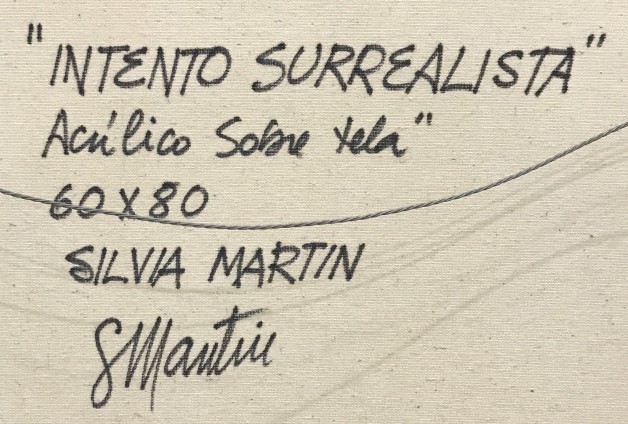 "INTENTO SURREALISTA"
Acrílico Sobre tela"
60 X 80
SILVIA MARTIN
SMartin